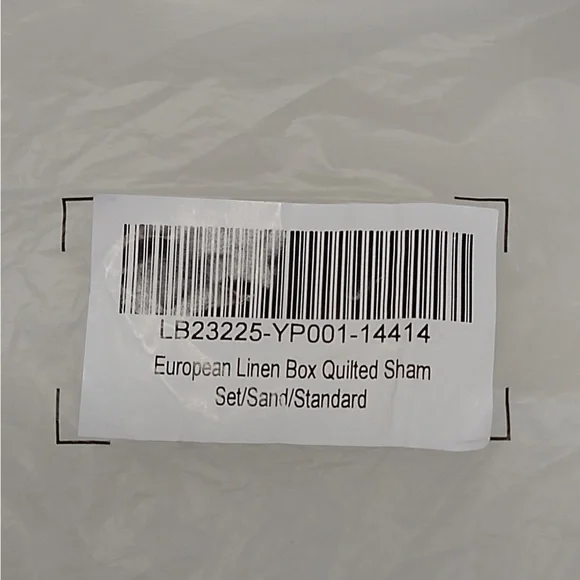 LB23225-YP001-14414
European Linen Box Quilted Sham
Set/Sand/Standard